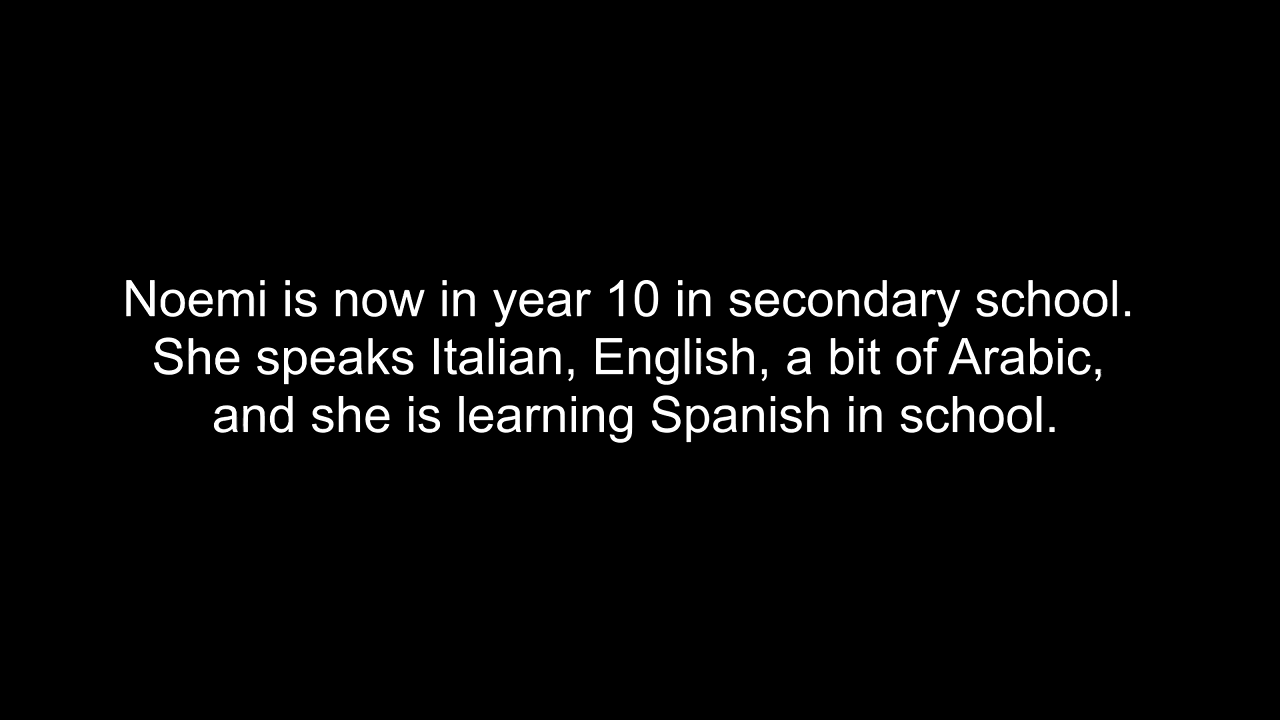 Noemi is now in year 10 in secondary school.
She speaks Italian, English, a bit of Arabic,
and she is learning Spanish in school.